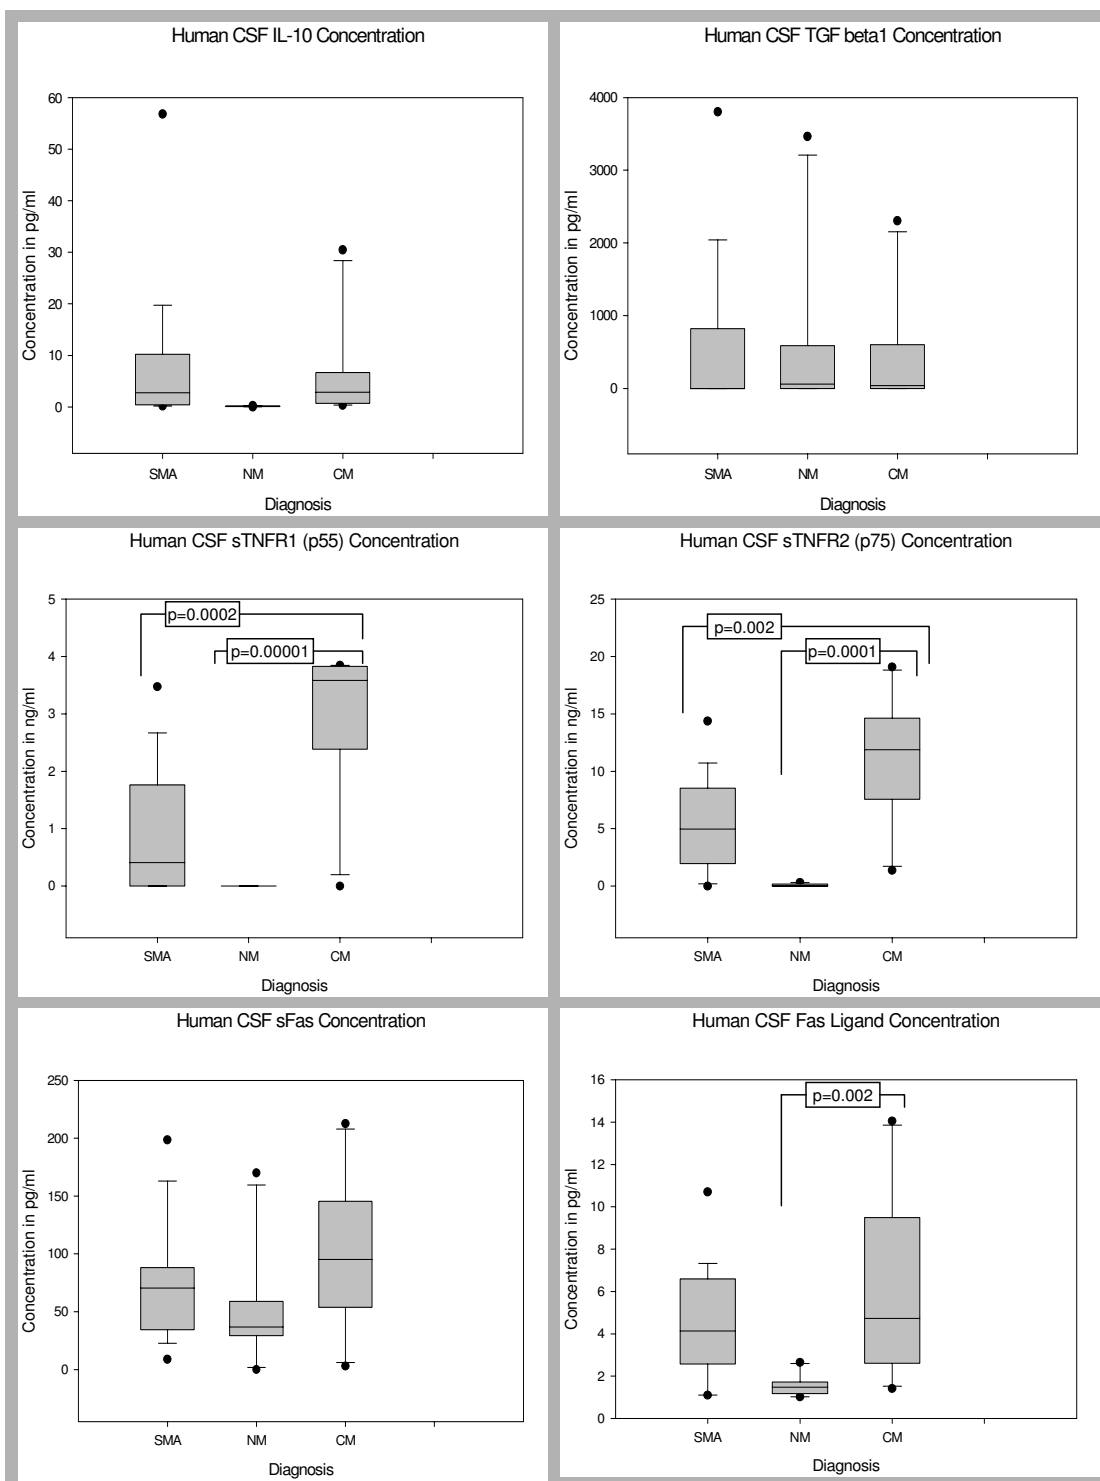 Human CSF IL-10 Concentration
Concentration in pg/ml
60
50
40
30
20
10
0
SMA NM CM
Diagnosis
Human CSF TGF beta1 Concentration
Concentration in pg/ml
4000
3000
2000
1000
0
SMA NM CM
Diagnosis
Human CSF sTNFR1 (p55) Concentration
Concentration in ng/ml
5
4
3
2
1
0
p=0.0002
p=0.00001
SMA NM CM
Diagnosis
Human CSF sTNFR2 (p75) Concentration
Concentration in ng/ml
25
20
15
10
5
0
p=0.002
p=0.0001
SMA NM CM
Diagnosis
Human CSF sFas Concentration
Concentration in pg/ml
250
200
150
100
50
0
SMA NM CM
Diagnosis
Human CSF Fas Ligand Concentration
Concentration in pg/ml
16
14
12
10
8
6
4
2
0
p=0.002
SMA NM CM
Diagnosis